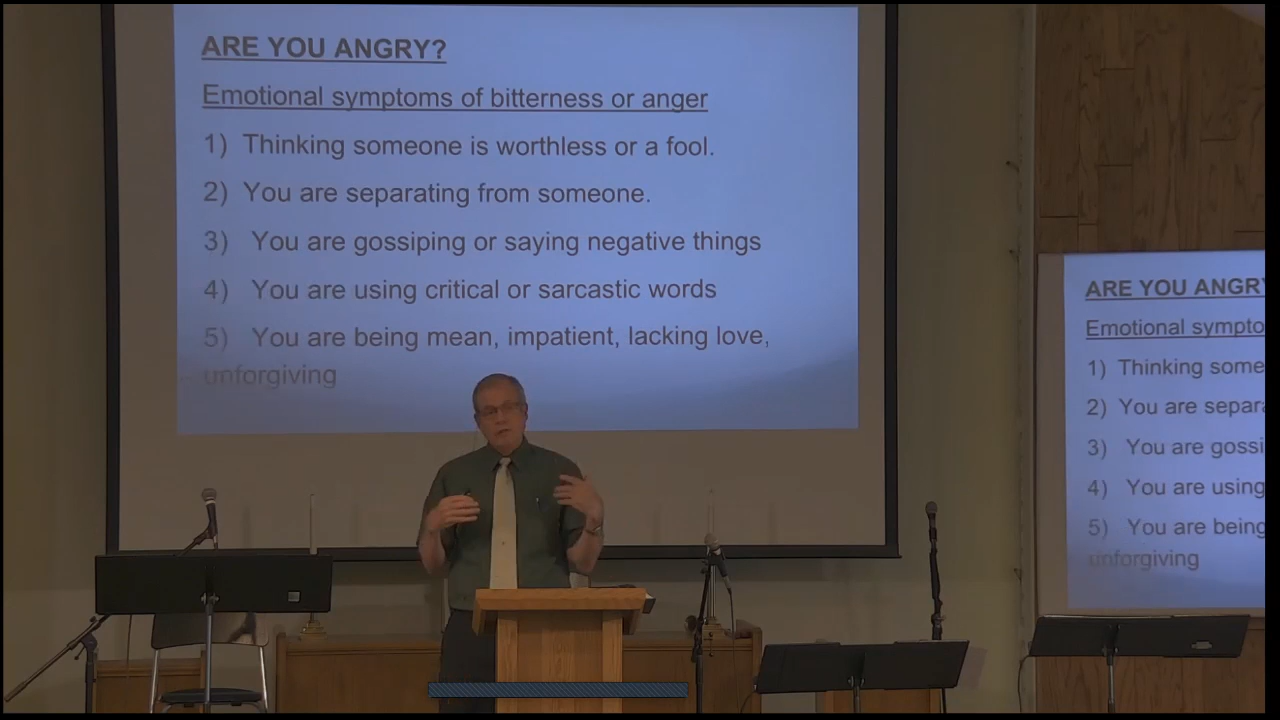 ARE YOU ANGRY?
Emotional symptoms of bitterness or anger
1) Thinking someone is worthless or a fool.
2) You are separating from someone.
3) You are gossiping or saying negative things
4) You are using critical or sarcastic words
5) You are being mean, impatient, lacking love,
unforgiving
ARE YOU ANGRY
Emotional sympto
1) Thinking some
2) You are separa
3) You are gossi
4) You are using
5) You are being
unforgiving